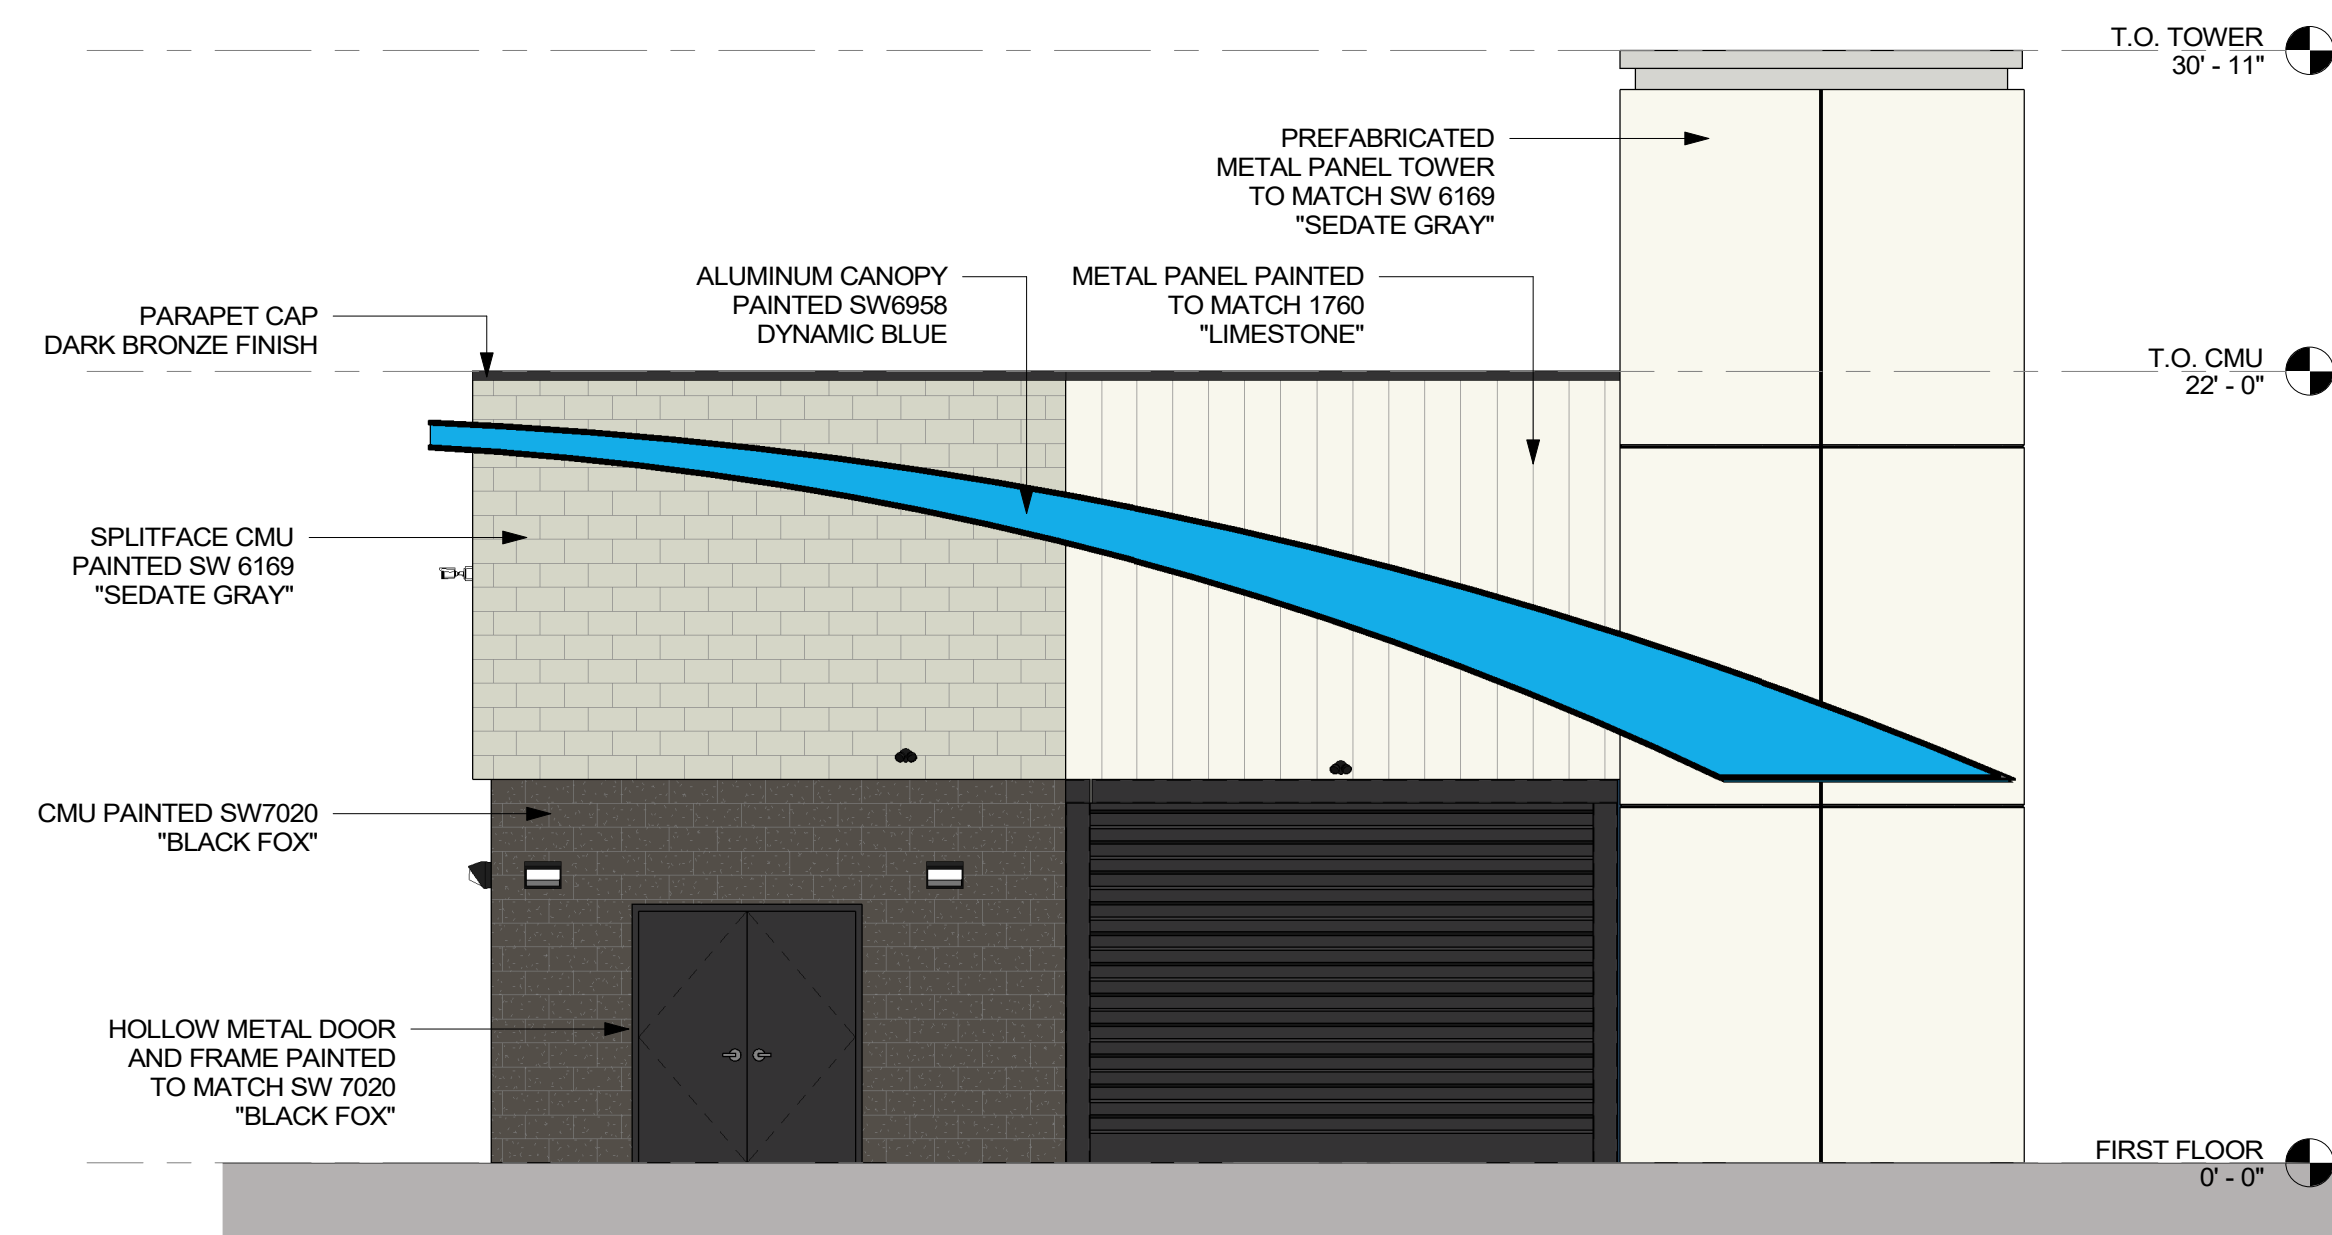 T.O. TOWER
30' - 11"
PREFABRICATED
METAL PANEL TOWER
TO MATCH SW 6169
"SEDATE GRAY"
ALUMINUM CANOPY
PAINTED SW6958
DYNAMIC BLUE
METAL PANEL PAINTED
TO MATCH 1760
"LIMESTONE"
PARAPET CAP
DARK BRONZE FINISH
T.O. CMU
22' - 0"
SPLITFACE CMU
PAINTED SW 6169
"SEDATE GRAY"
CMU PAINTED SW7020
"BLACK FOX"
HOLLOW METAL DOOR
AND FRAME PAINTED
TO MATCH SW 7020
"BLACK FOX"
FIRST FLOOR
0' - 0"